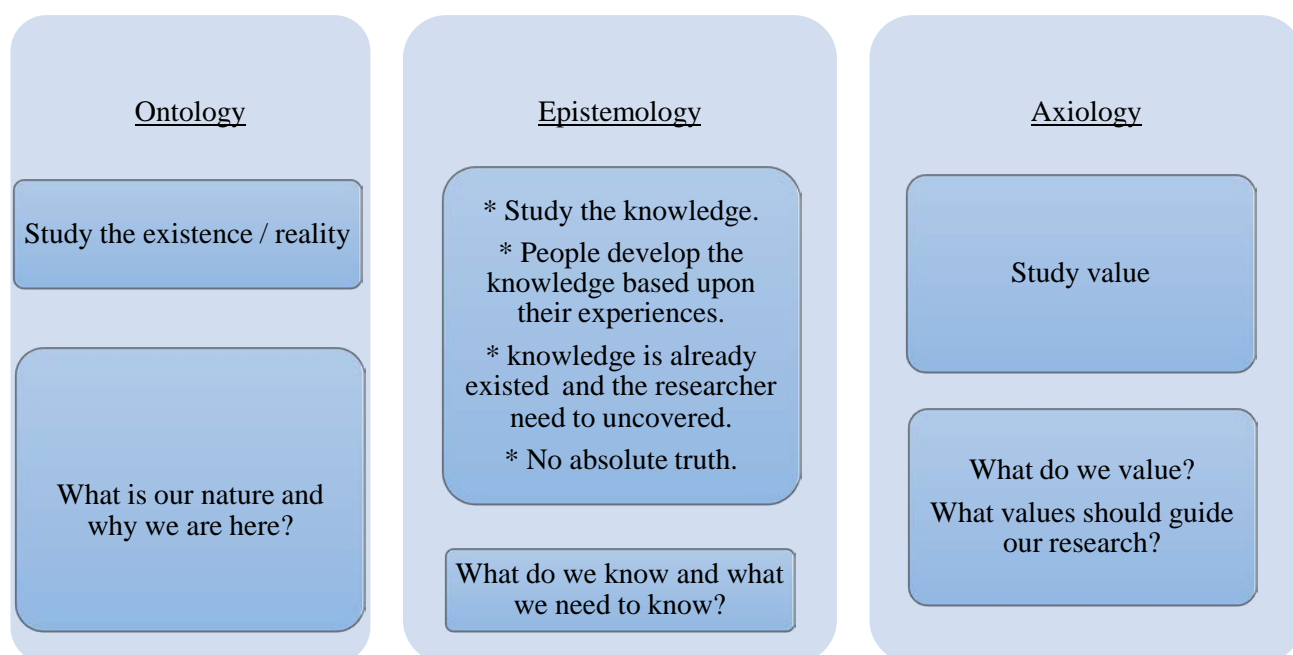 Ontology
Study the existence / reality
What is our nature and
why we are here?
Epistemology
* Study the knowledge.
* People develop the
knowledge based upon
their experiences.
* knowledge is already
existed and the researcher
need to uncovered.
* No absolute truth.
What do we know and what
we need to know?
Axiology
Study value
What do we value?
What values should guide
our research?